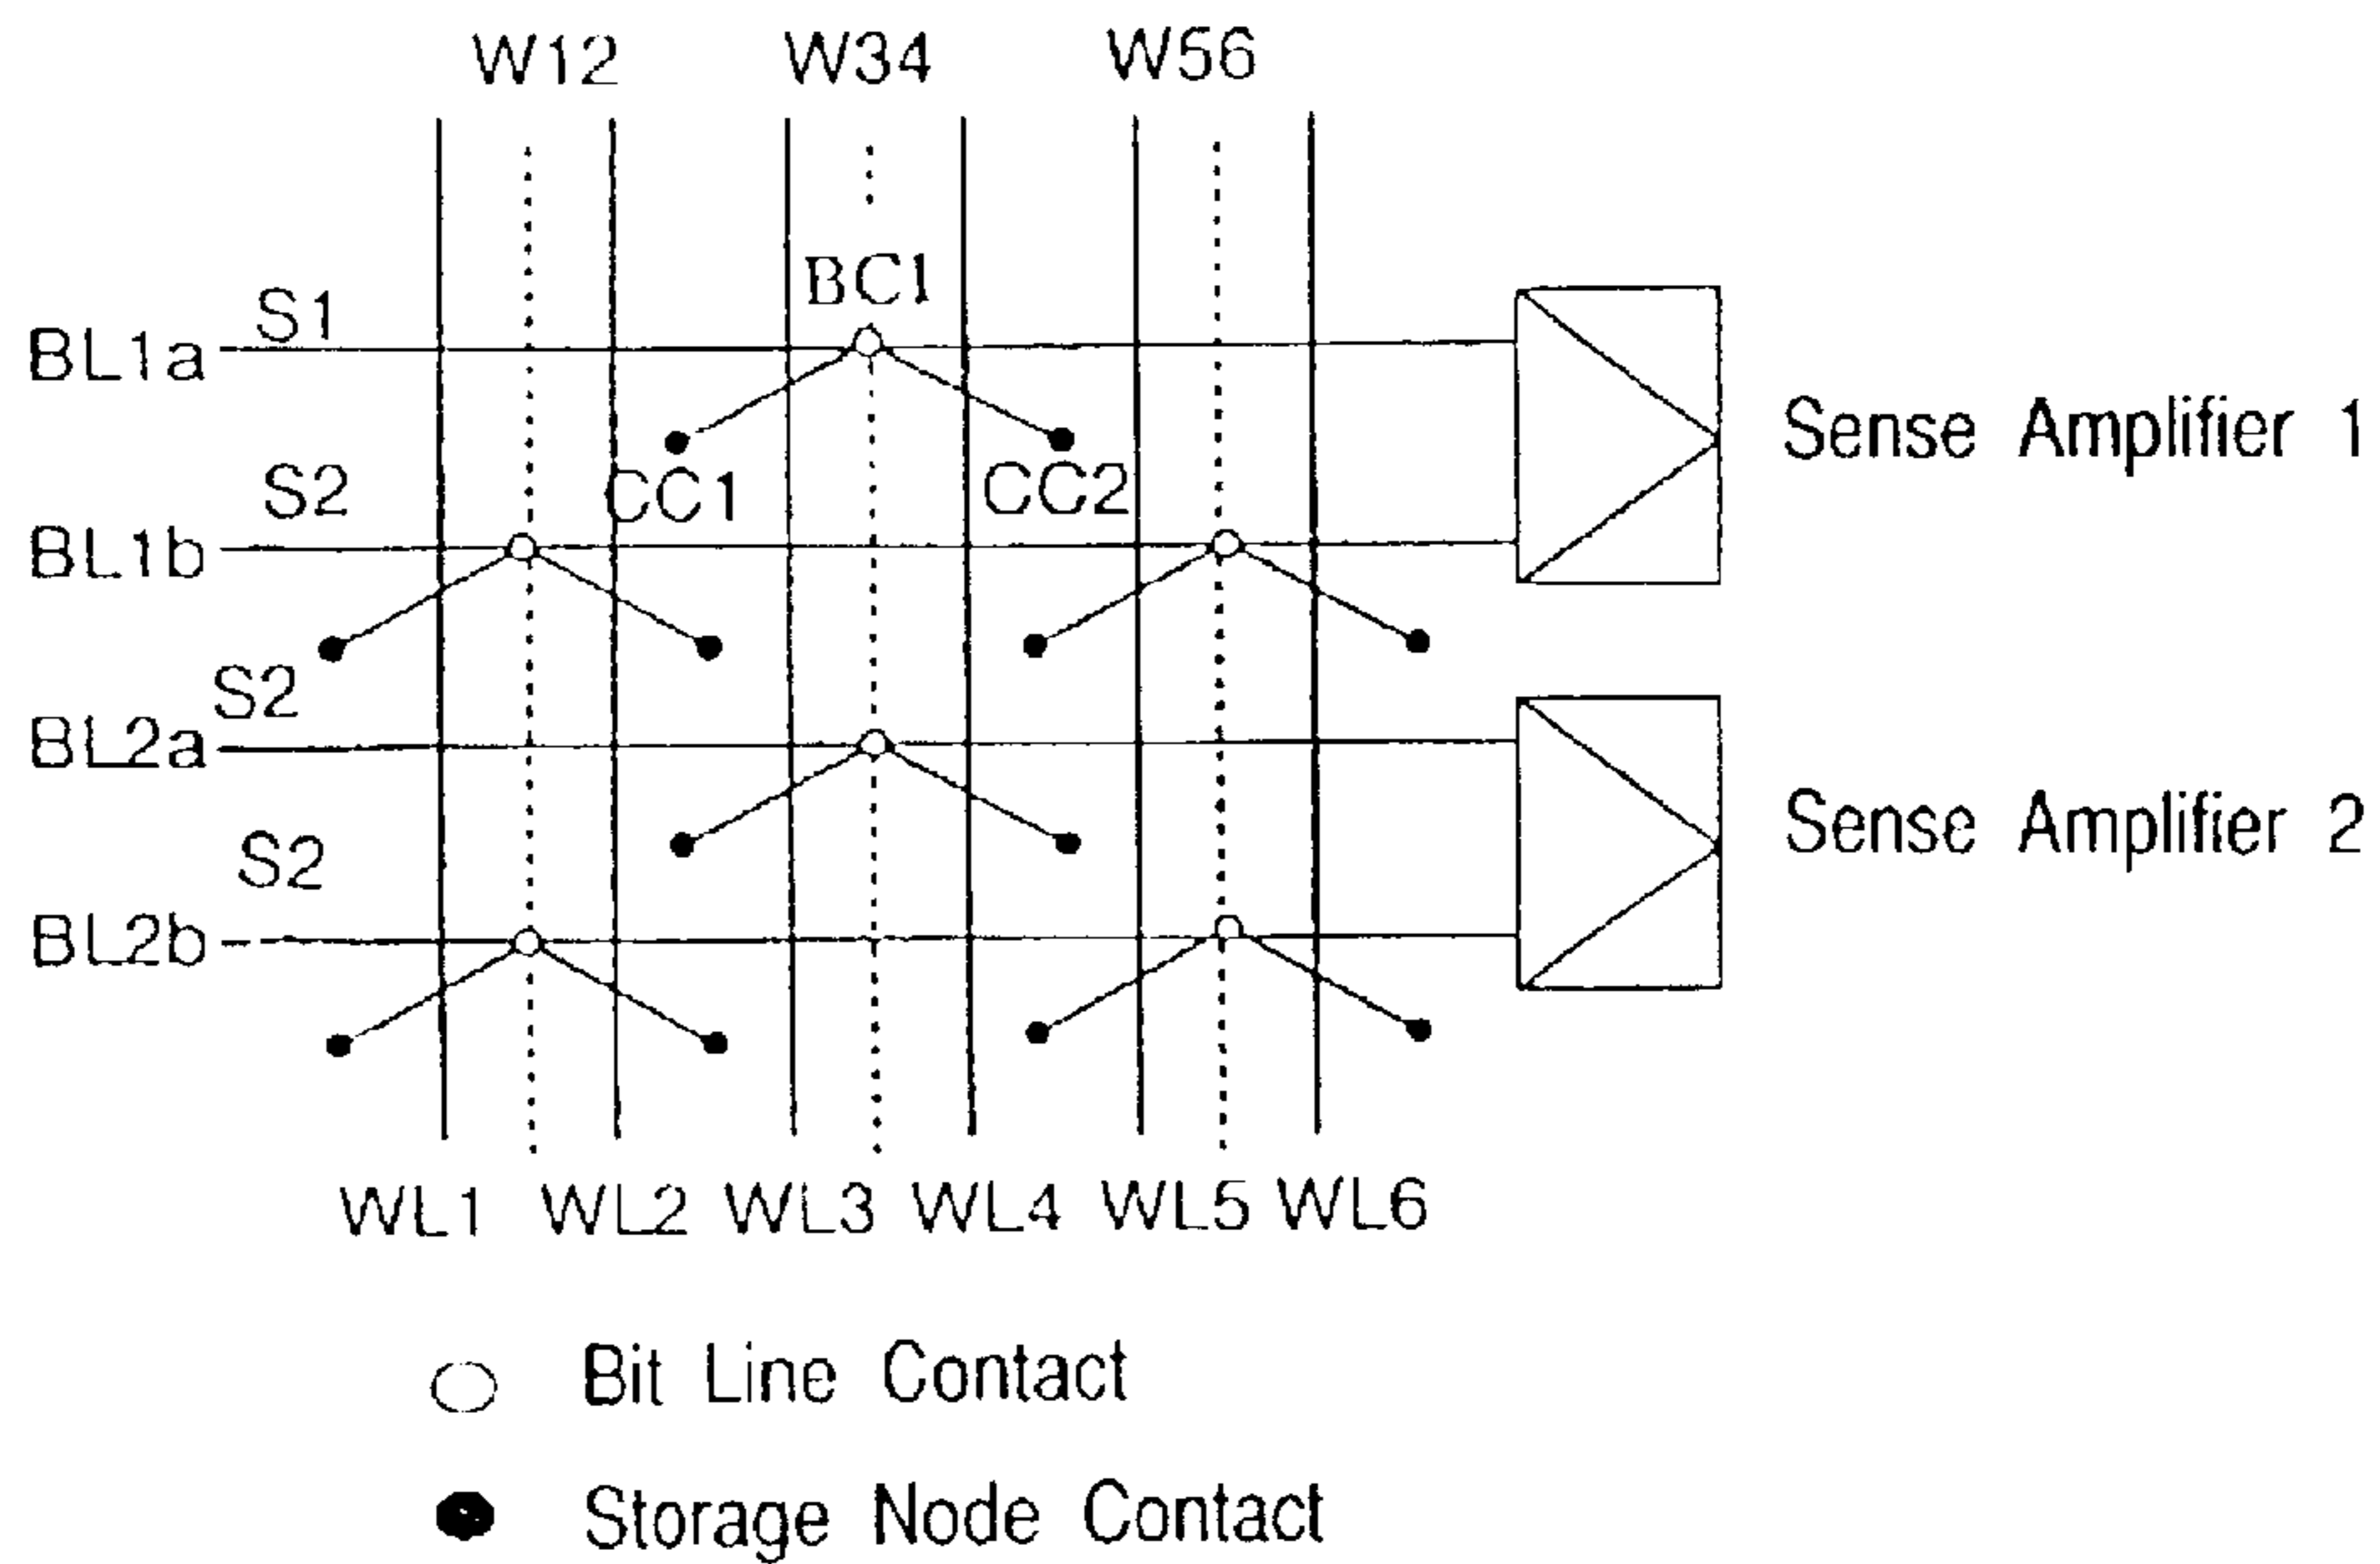 W12 W34 W56
BC1
S1
BL1a
Sense Amplifier 1
S2
CC1 CC2
BL1b
S2
BL2a
Sense Amplifier 2
S2
BL2b
WL1 WL2 WL3 WL4 WL5 WL6
Bit Line Contact
Storage Node Contact